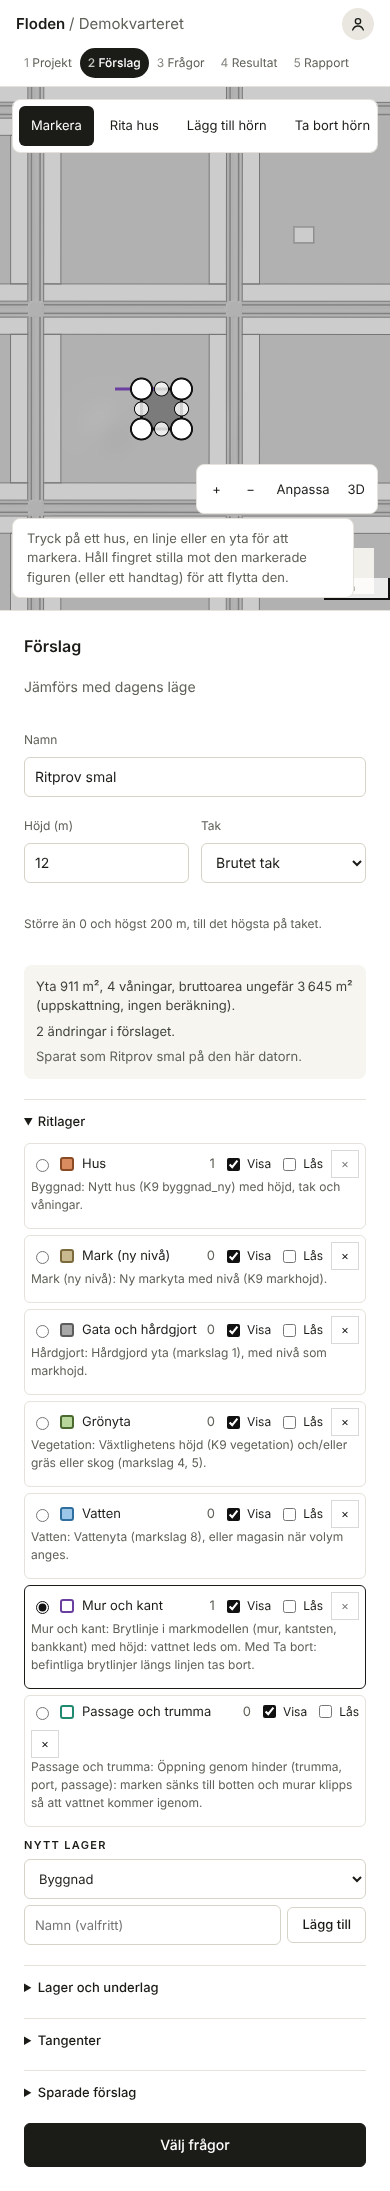 Floden / Demokvarteret
1 Projekt 2 Förslag 3 Frågor 4 Resultat 5 Rapport
Markera Rita hus Lägg till hörn Ta bort hörn
+ − Anpassa 3D
Tryck på ett hus, en linje eller en yta för att
markera. Håll fingret stilla mot den markerade
figuren (eller ett handtag) för att flytta den.
Förslag
Jämförs med dagens läge
Namn
Ritprov smal
Höjd (m) Tak
12 Brutet tak
Större än 0 och högst 200 m, till det högsta på taket.
Yta 911 m², 4 våningar, bruttoarea ungefär 3 645 m²
(uppskattning, ingen beräkning).
2 ändringar i förslaget.
Sparat som Ritprov smal på den här datorn.
▼ Ritlager
Hus 1 Visa Lås ×
Byggnad: Nytt hus (K9 byggnad_ny) med höjd, tak och
våningar.
Mark (ny nivå) 0 Visa Lås ×
Mark (ny nivå): Ny markyta med nivå (K9 markhojd).
Gata och hårdgjort 0 Visa Lås ×
Hårdgjort: Hårdgjord yta (markslag 1), med nivå som
markhojd.
Grönyta 0 Visa Lås ×
Vegetation: Växtlighetens höjd (K9 vegetation) och/eller
gräs eller skog (markslag 4, 5).
Vatten 0 Visa Lås ×
Vatten: Vattenyta (markslag 8), eller magasin när volym
anges.
Mur och kant 1 Visa Lås ×
Mur och kant: Brytlinje i markmodellen (mur, kantsten,
bankkant) med höjd: vattnet leds om. Med Ta bort:
befintliga brytlinjer längs linjen tas bort.
Passage och trumma 0 Visa Lås
×
Passage och trumma: Öppning genom hinder (trumma,
port, passage): marken sänks till botten och murar klipps
så att vattnet kommer igenom.
NYTT LAGER
Byggnad
Namn (valfritt) Lägg till
▶ Lager och underlag
▶ Tangenter
▶ Sparade förslag
Välj frågor